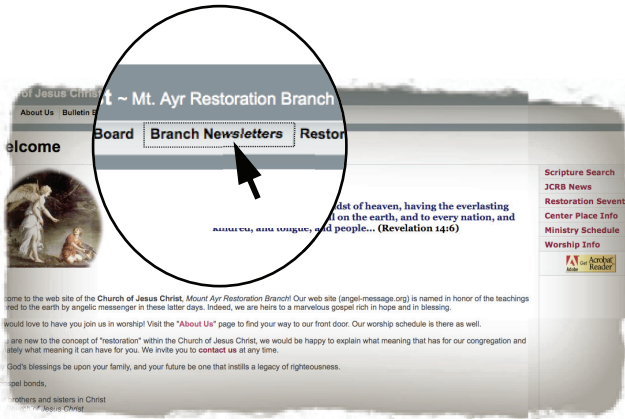 of Jesus Christ
t ~ Mt. Ayr Restoration Branch
About Us Bulletin B
Board Branch Newsletters Restor
elcome
dst of heaven, having the everlasting
l on the earth, and to every nation, and
kindred, and tongue, and people... (Revelation 14:6)
Scripture Search
JCRB News
Restoration Sevent
Center Place Info
Ministry Schedule
Worship Info
Get Acrobat
Adobe Reader
come to the web site of the Church of Jesus Christ, Mount Ayr Restoration Branch! Our web site (angel-message.org) is named in honor of the teachings
ored to the earth by angelic messenger in these latter days. Indeed, we are heirs to a marvelous gospel rich in hope and in blessing.
would love to have you join us in worship! Visit the "About Us" page to find your way to our front door. Our worship schedule is there as well.
are new to the concept of "restoration" within the Church of Jesus Christ, we would be happy to explain what meaning that has for our congregation and
ately what meaning it can have for you. We invite you to contact us at any time.
God's blessings be upon your family, and your future be one that instills a legacy of righteousness.
spel bonds,
brothers and sisters in Christ
of Jesus Christ